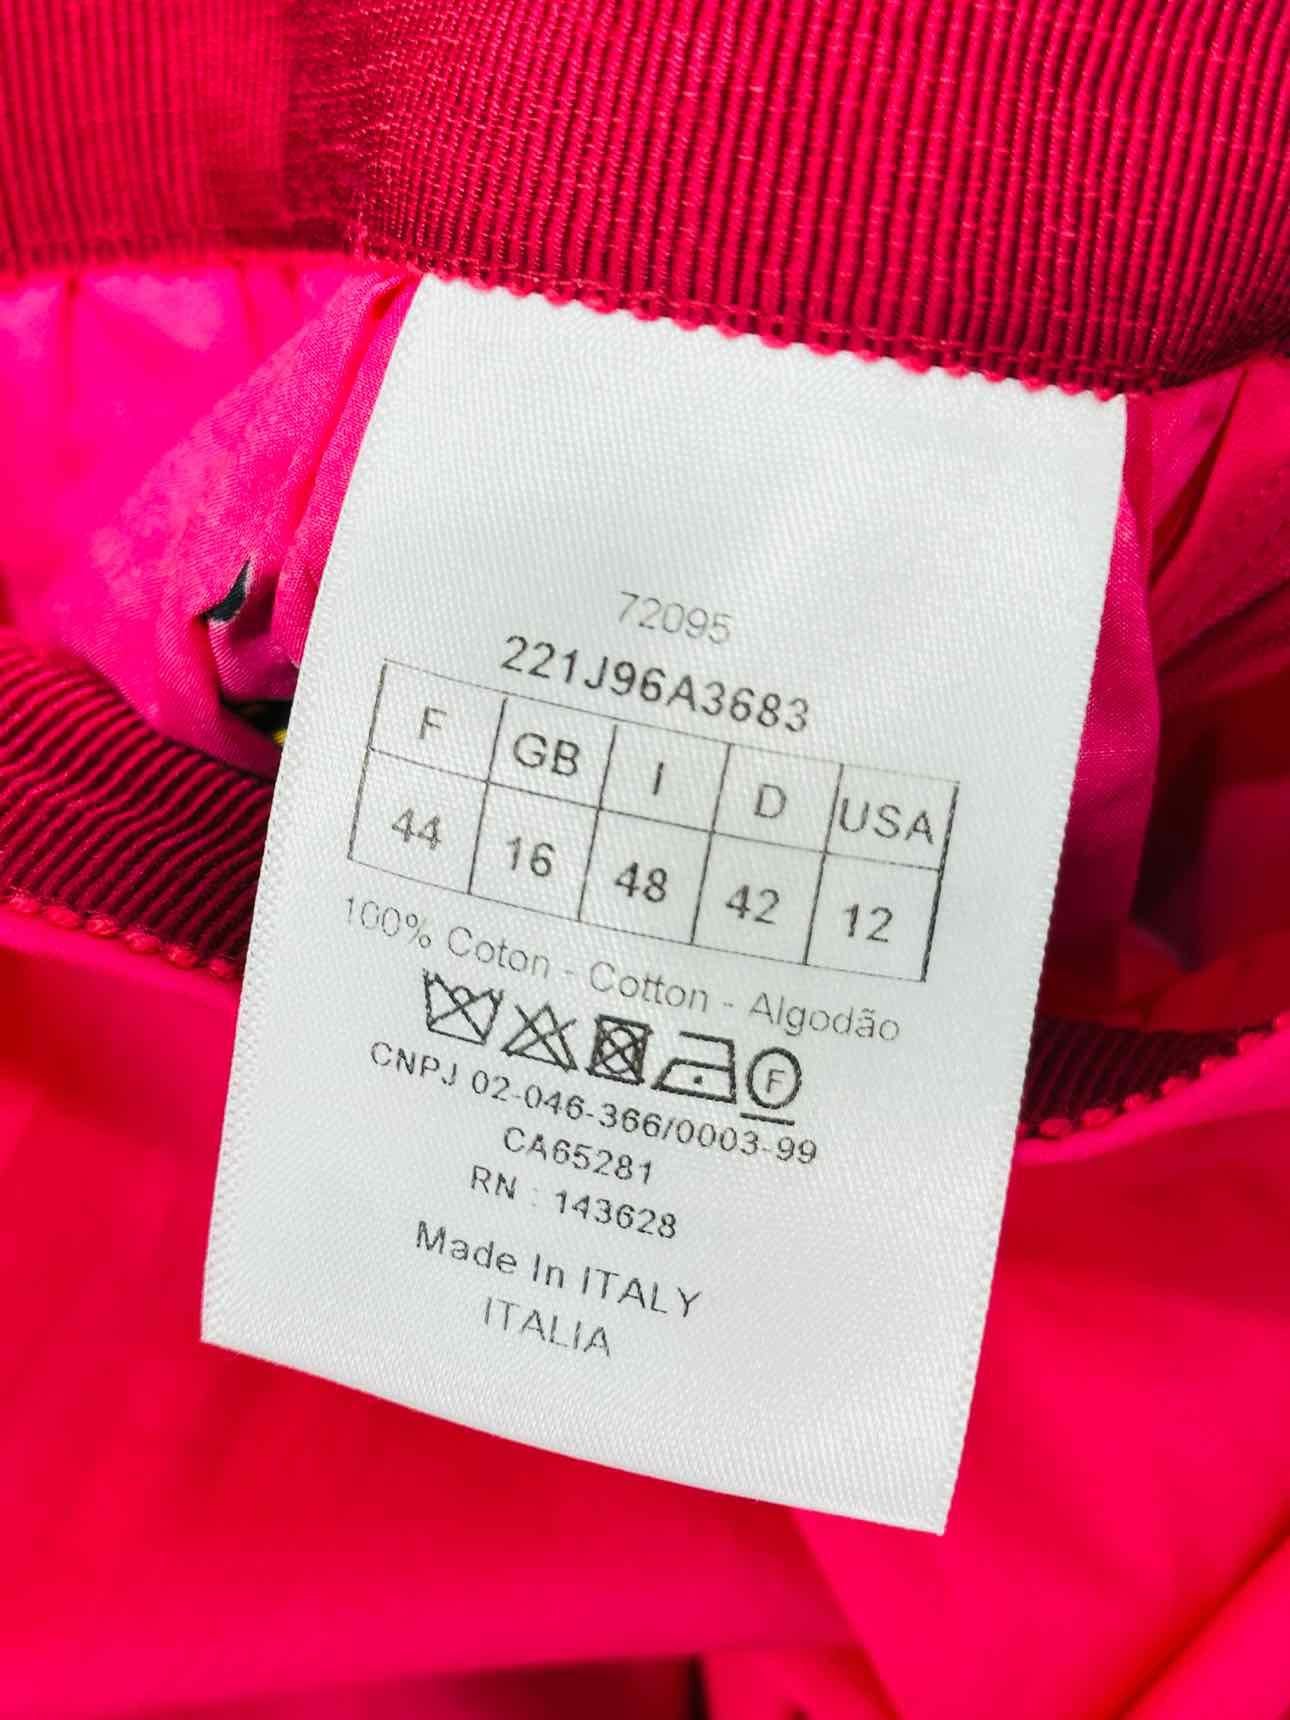 72095
221J96A3683
F GB I D USA
44 16 48 42 12
100% Coton - Cotton - Algodão
F
CNPJ 02-046-366/0003-99
CA65281
RN : 143628
Made In ITALY
ITALIA